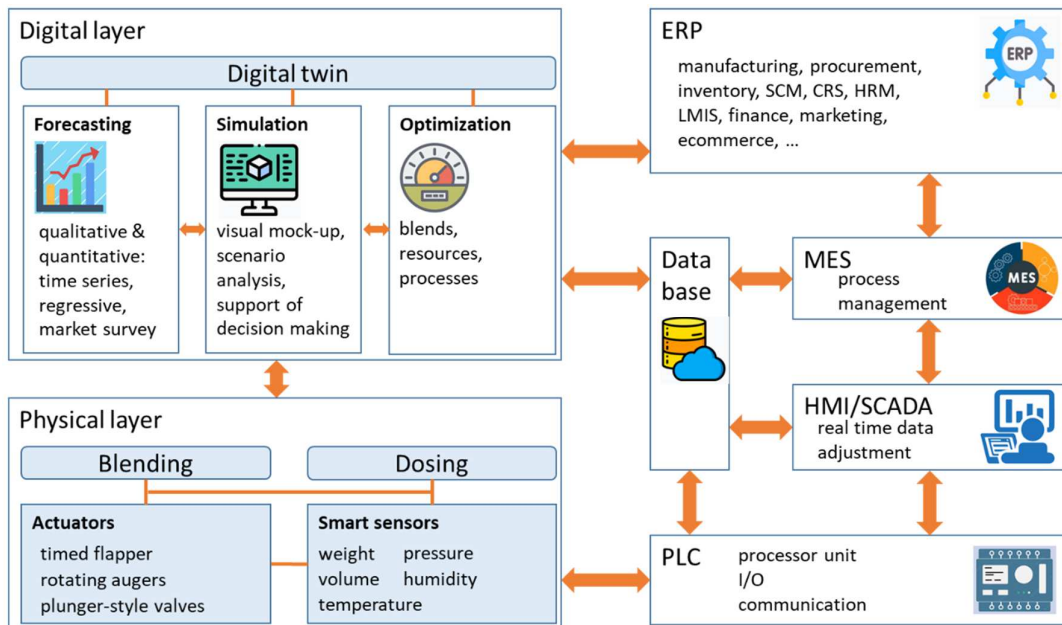 Digital layer
Digital twin
Forecasting
qualitative &
quantitative:
time series,
regressive,
market survey
Simulation
visual mock-up,
scenario
analysis,
support of
decision making
Optimization
blends,
resources,
processes
Physical layer
Blending
Dosing
Actuators
timed flapper
rotating augers
plunger-style valves
Smart sensors
weight pressure
volume humidity
temperature
ERP
manufacturing, procurement,
inventory, SCM, CRS, HRM,
LMIS, finance, marketing,
ecommerce, ...
ERP
Data
base
MES
process
management
MES
HMI/SCADA
real time data
adjustment
PLC
processor unit
I/O
communication